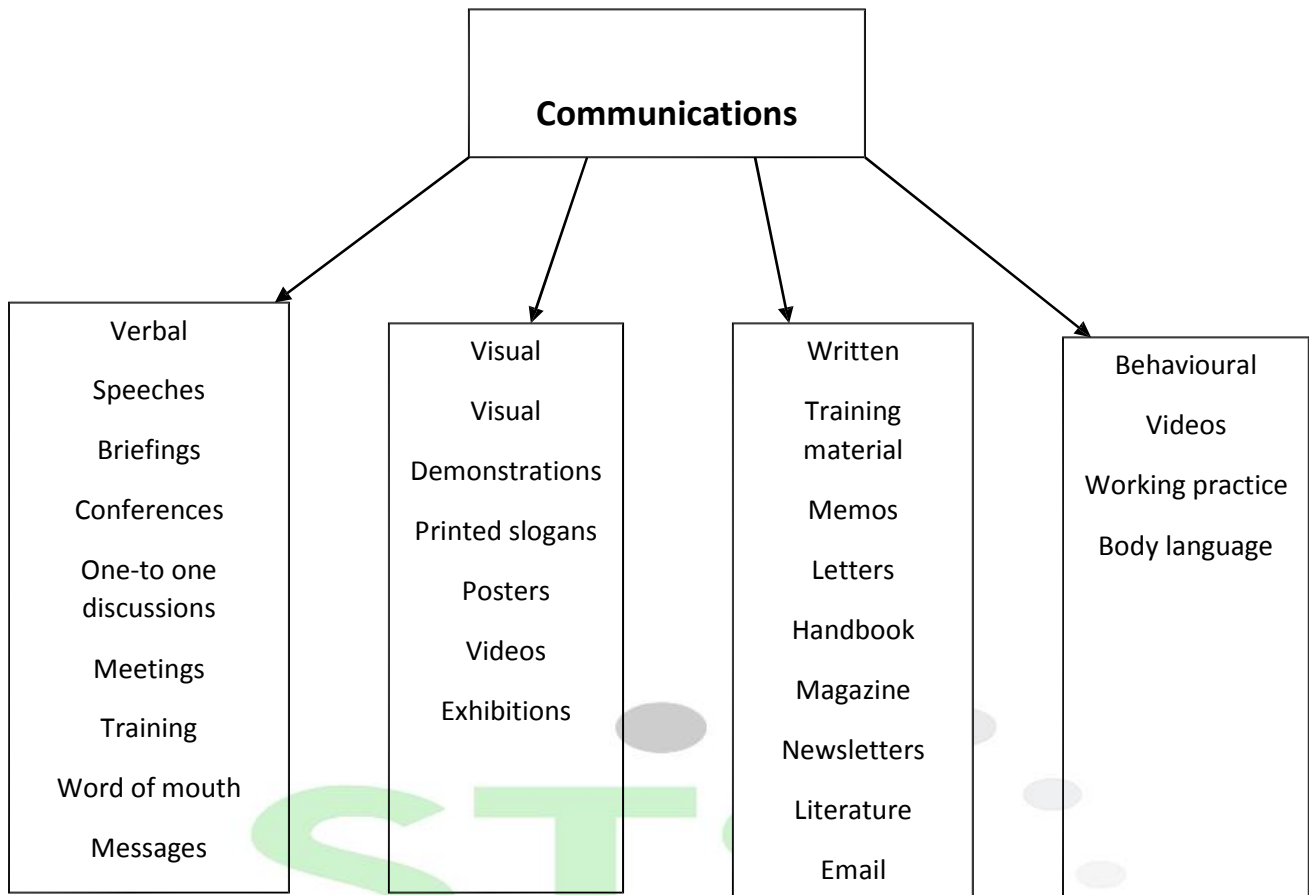 Communications
Verbal
Speeches
Briefings
Conferences
One-to one
discussions
Meetings
Training
Word of mouth
Messages
Visual
Visual
Demonstrations
Printed slogans
Posters
Videos
Exhibitions
Written
Training
material
Memos
Letters
Handbook
Magazine
Newsletters
Literature
Email
Behavioural
Videos
Working practice
Body language